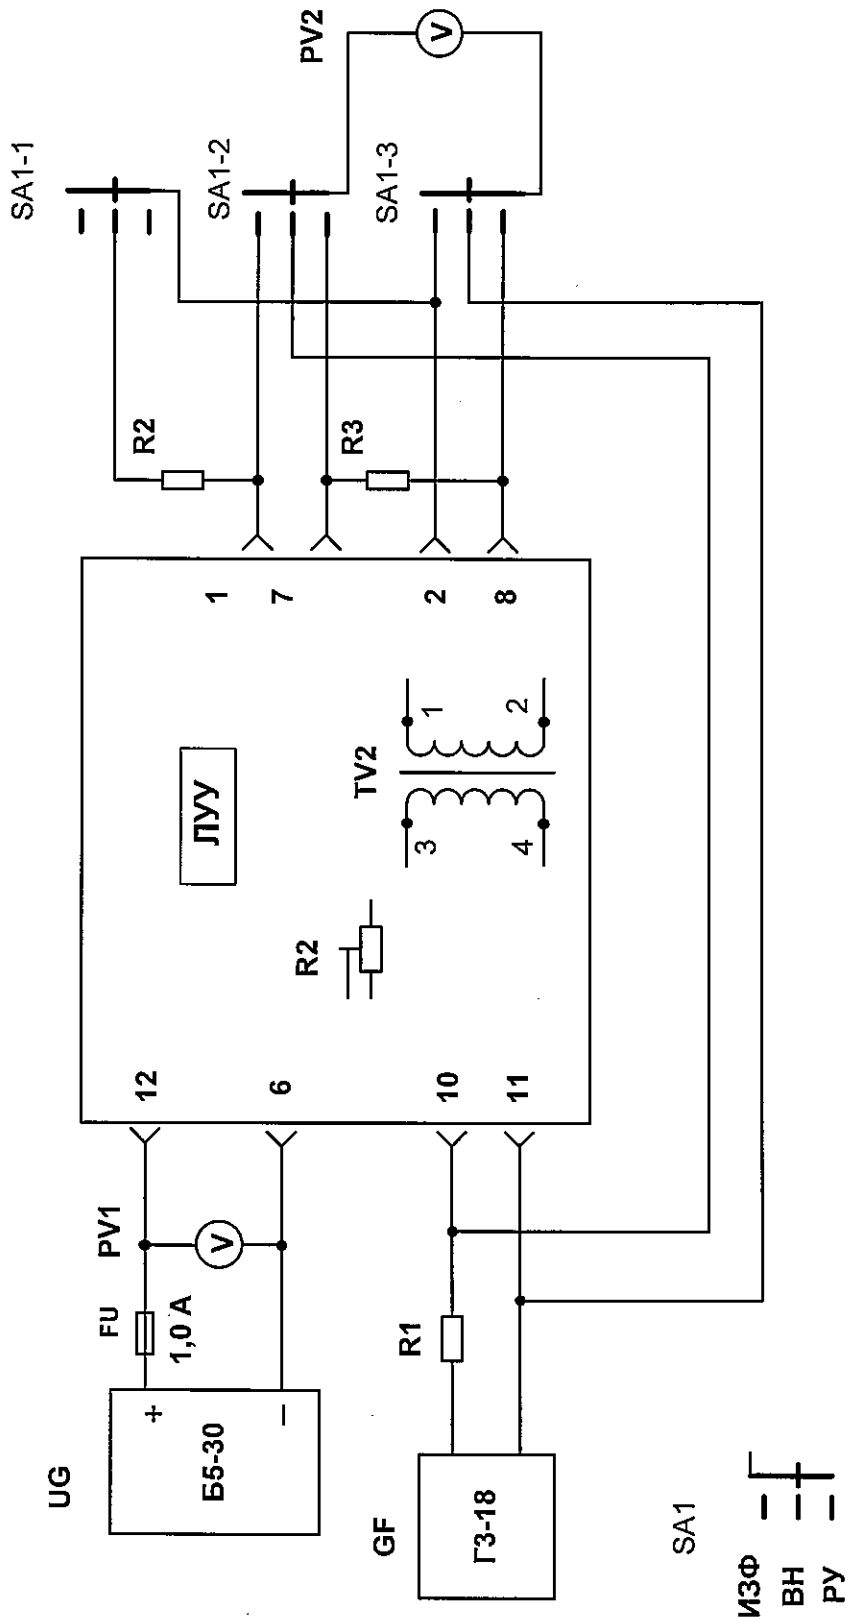 UG
+
−
Б5-30
FU
1,0 А
PV1
V
12
6
ЛУУ
1
7
R2
SA1-1
SA1-2
PV2
V
SA1-3
R3
GF
ГЗ-18
R1
10
11
R2
TV2
3
4
1
2
2
8
SA1
ИЗФ
ВН
РУ